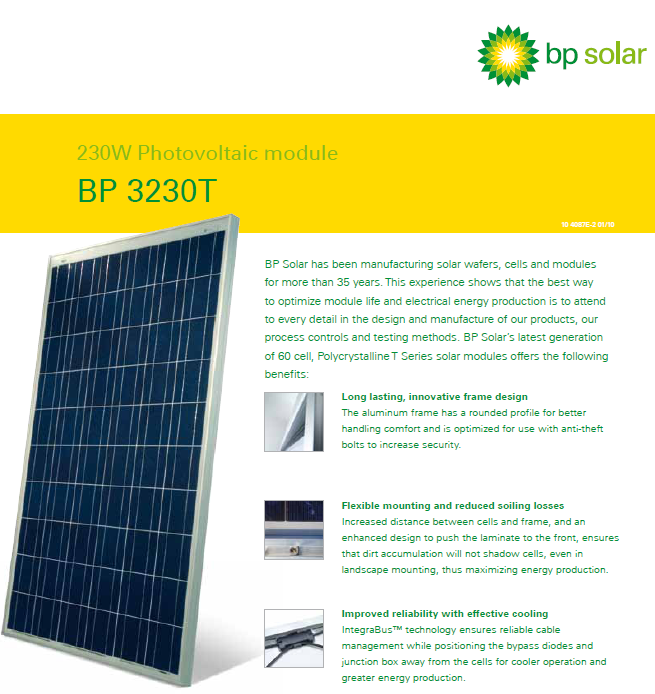 bp solar
230W Photovoltaic module
BP 3230T
10-4087E-3 01/10
BP Solar has been manufacturing solar wafers, cells and modules
for more than 35 years. This experience shows that the best way
to optimize module life and electrical energy production is to attend
to every detail in the design and manufacture of our products, our
process controls and testing methods. BP Solar's latest generation
of 60 cell, Polycrystalline T Series solar modules offers the following
benefits:
Long lasting, innovative frame design
The aluminum frame has a rounded profile for better
handling comfort and is optimized for use with anti-theft
bolts to increase security.
Flexible mounting and reduced soiling losses
Increased distance between cells and frame, and an
enhanced design to push the laminate to the front, ensures
that dirt accumulation will not shadow cells, even in
landscape mounting, thus maximizing energy production.
Improved reliability with effective cooling
IntegraBus™ technology ensures reliable cable
management while positioning the bypass diodes and
junction box away from the cells for cooler operation and
greater energy production.